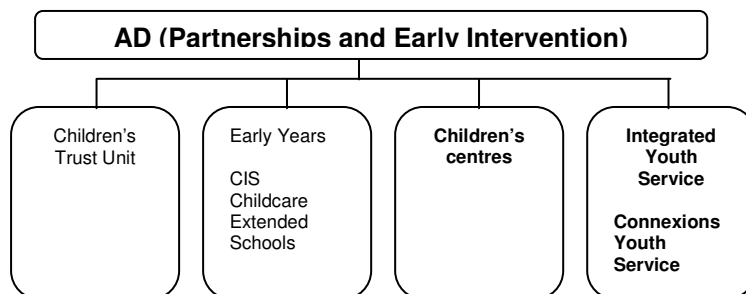 AD (Partnerships and Early Intervention)
Children's
Trust Unit
Early Years
CIS
Childcare
Extended
Schools
Children's
centres
Integrated
Youth
Service
Connexions
Youth
Service